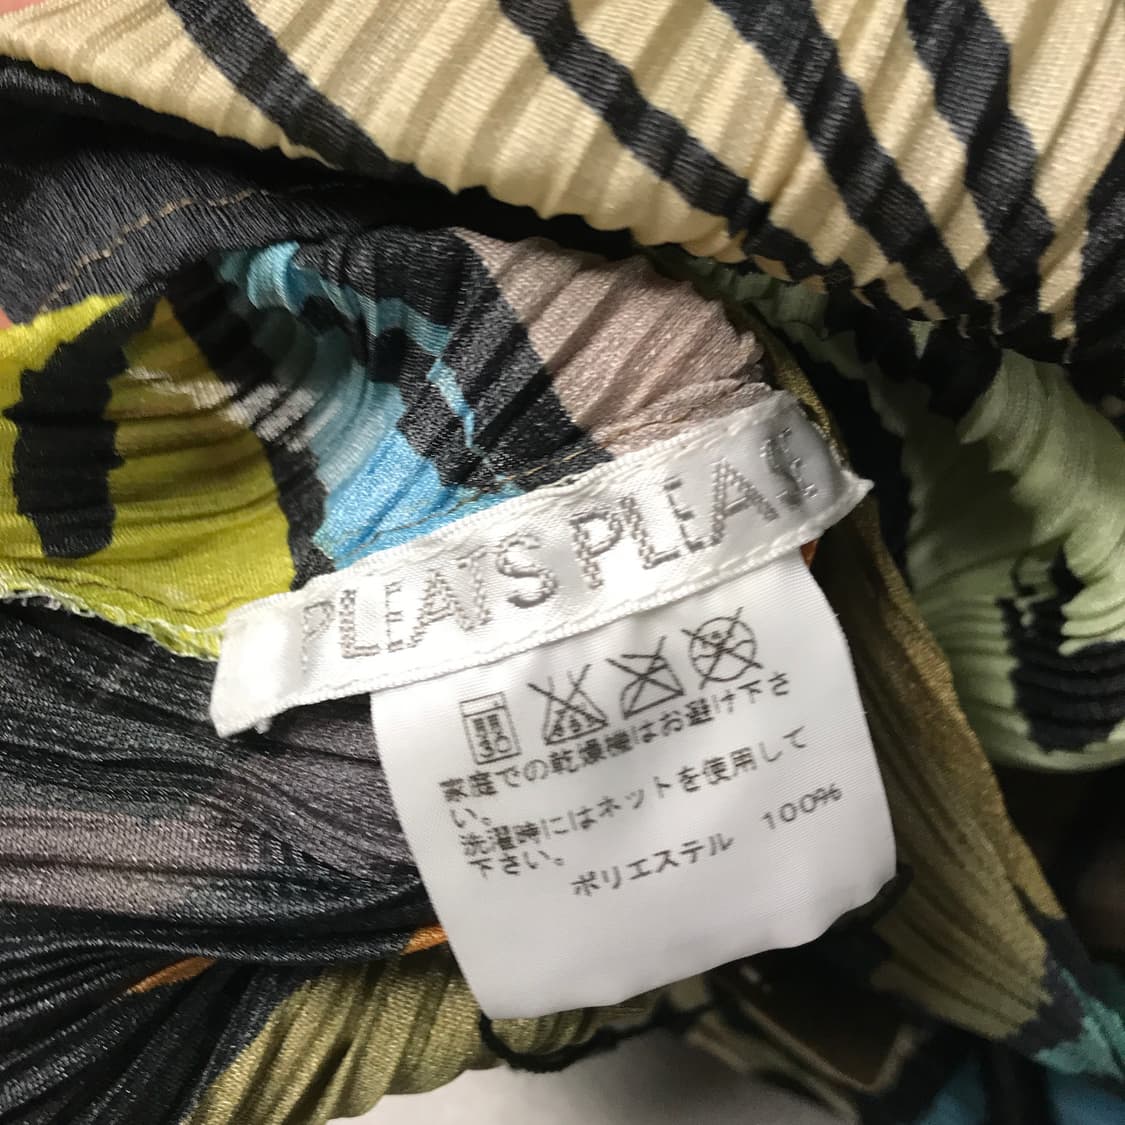 PLEATS PLEASE
家庭での乾燥機はお避け下さ
い。
洗濯時にはネットを使用して
下さい。
ポリエステル 100%